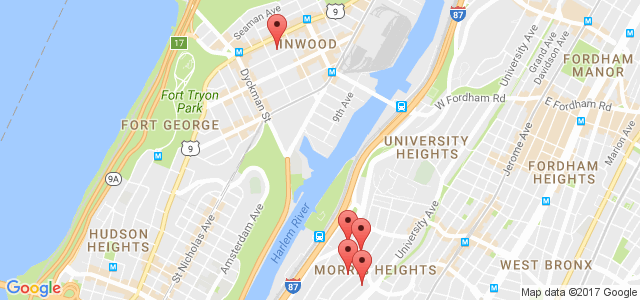 Seaman Ave
9
87
INWOOD
17
FORDHAM
MANOR
University Ave
Grand Ave
Davidson Ave
Fort Tryon
Park
Dyckman St
9th Ave
W Fordham Rd
E Fordham Rd
FORT GEORGE
9
UNIVERSITY
HEIGHTS
Jerome Ave
Marion Ave
FORDHAM
HEIGHTS
9A
HUDSON
HEIGHTS
St Nicholas Ave
Amsterdam Ave
Harlem River
University Ave
MORRIS HEIGHTS
WEST BRONX
87
Google
Map data ©2017 Google